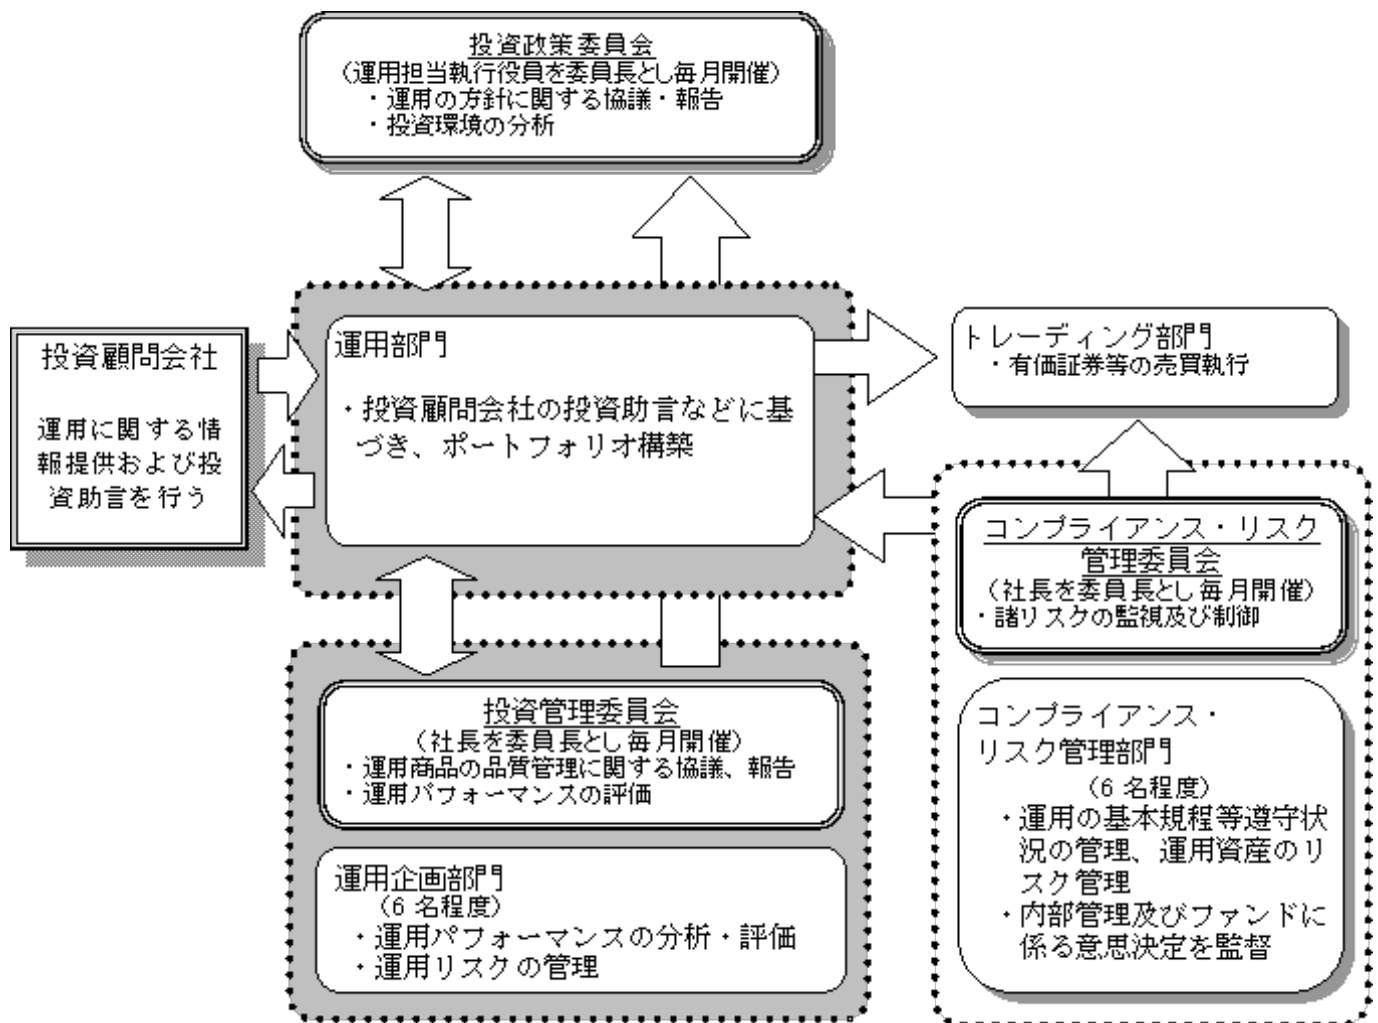 投資政策委員会
(運用担当執行役員を委員長とし毎月開催)
・運用の方針に関する協議・報告
・投資環境の分析
投資顧問会社
運用に関する情
報提供および投
資助言を行う
運用部門
・投資顧問会社の投資助言などに基
づき、ポートフォリオ構築
トレーディング部門
・有価証券等の売買執行
コンプライアンス・リスク
管理委員会
(社長を委員長とし毎月開催)
・諸リスクの監視及び制御
コンプライアンス・
リスク管理部門
(6 名程度)
・運用の基本規程等遵守状
況の管理、運用資産のリ
スク管理
・内部管理及びファンドに
係る意思決定を監督
投資管理委員会
(社長を委員長とし毎月開催)
・運用商品の品質管理に関する協議、報告
・運用パフォーマンスの評価
運用企画部門
(6 名程度)
・運用パフォーマンスの分析・評価
・運用リスクの管理